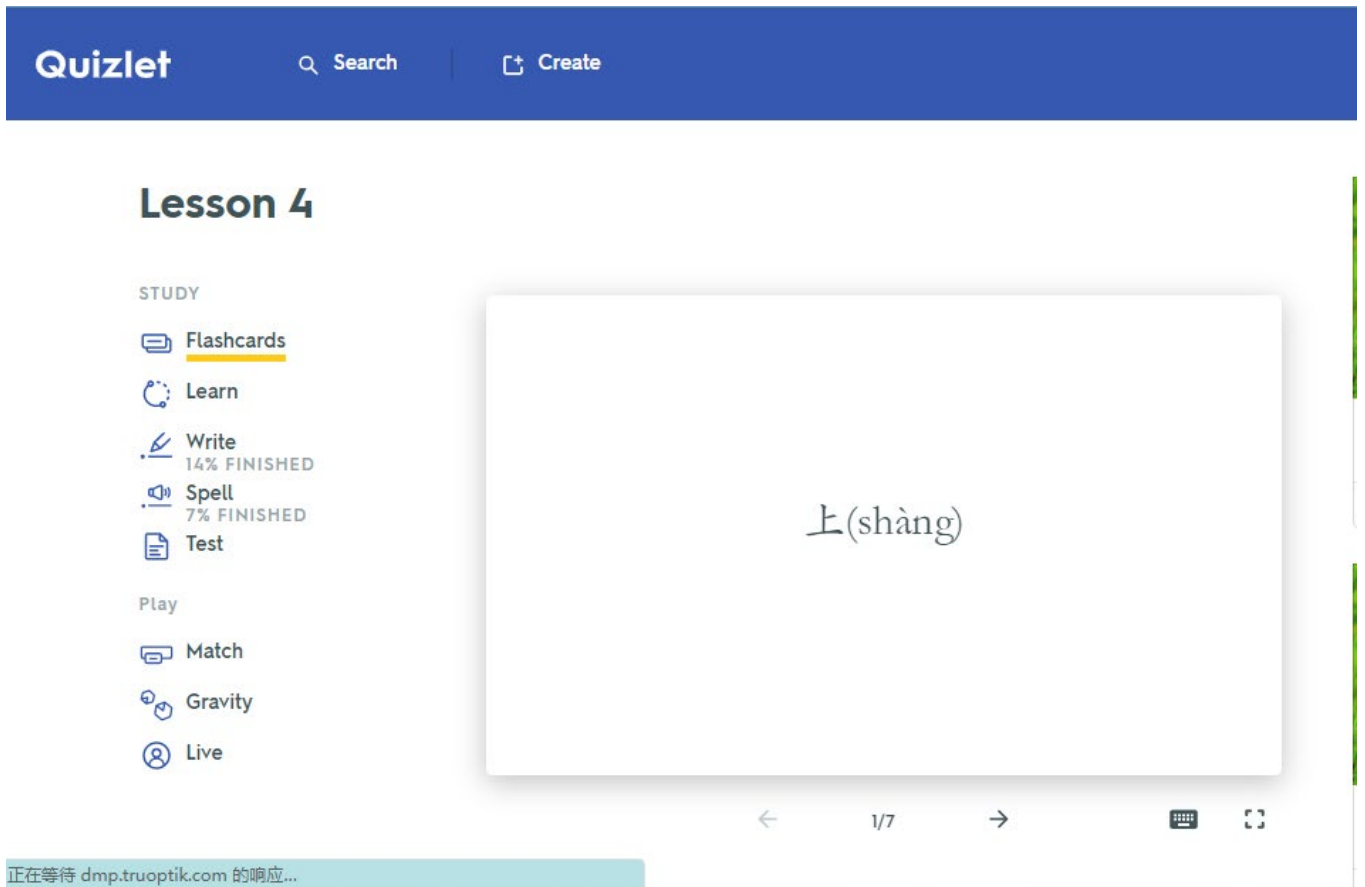 Quizlet
Search
Create
Lesson 4
STUDY
Flashcards
Learn
Write
14% FINISHED
Spell
7% FINISHED
Test
Play
Match
Gravity
Live
上(shàng)
1/7
正在等待 dmp.truoptik.com 的响应...